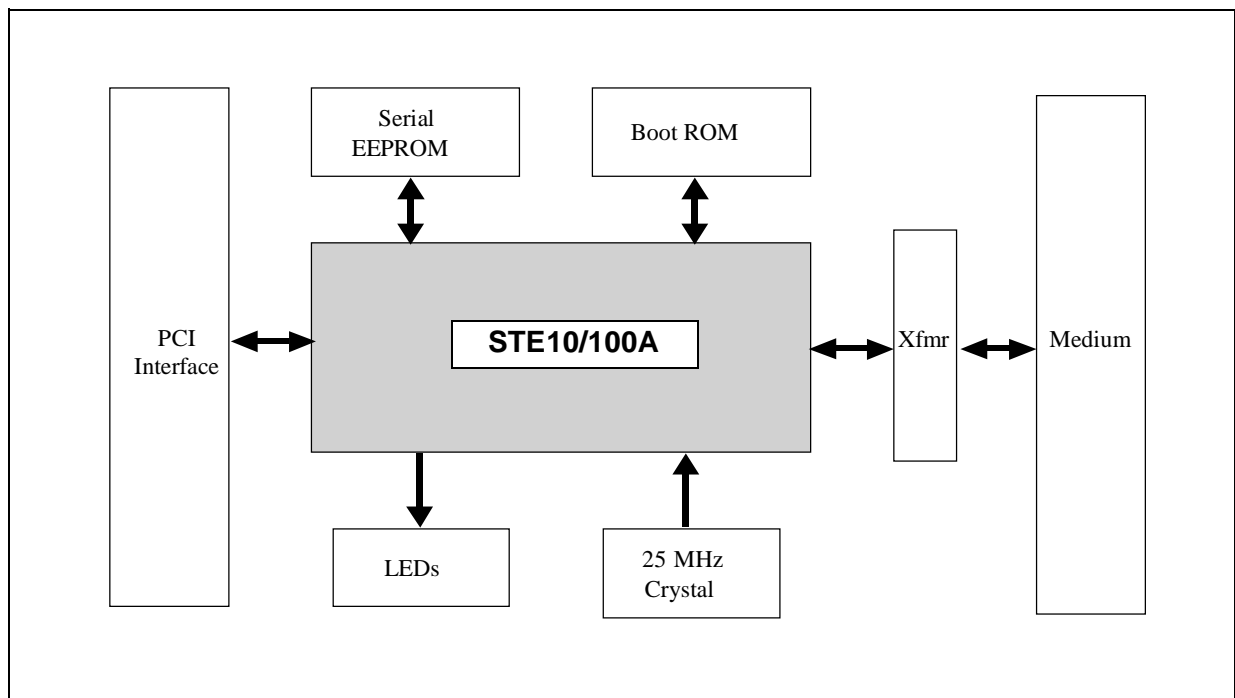 Serial
EEPROM
Boot ROM
PCI
Interface
STE10/100A
Xfmr
Medium
LEDs
25 MHz
Crystal